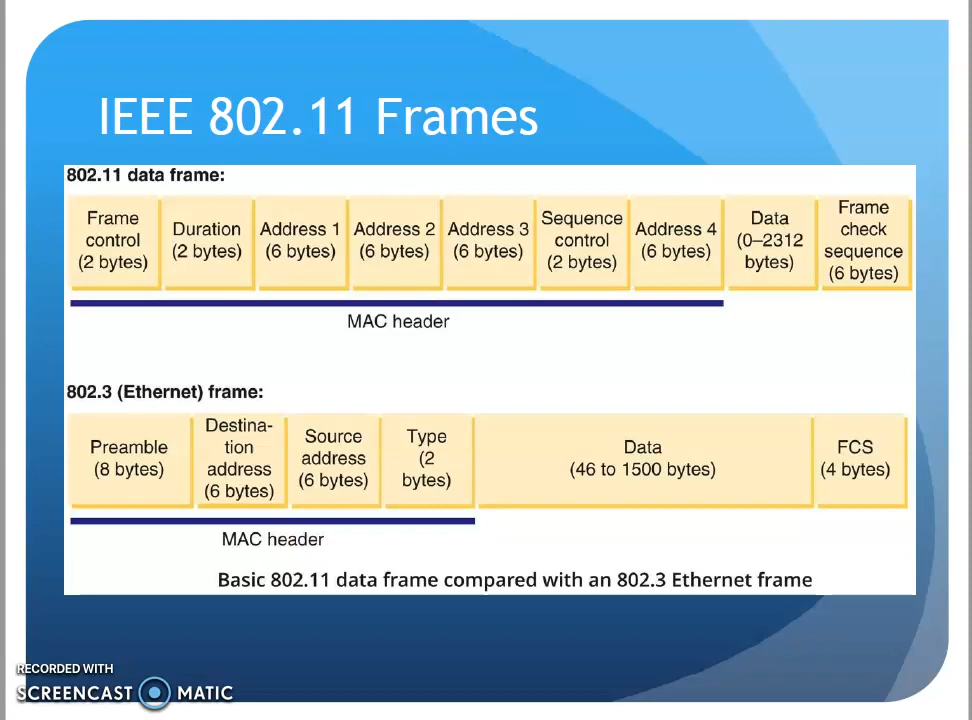 IEEE 802.11 Frames
802.11 data frame:
Frame
control
(2 bytes)
Duration
(2 bytes)
Address 1
(6 bytes)
Address 2
(6 bytes)
Address 3
(6 bytes)
Sequence
control
(2 bytes)
Address 4
(6 bytes)
Data
(0–2312
bytes)
Frame
check
sequence
(6 bytes)
MAC header
802.3 (Ethernet) frame:
Preamble
(8 bytes)
Destina-
tion
address
(6 bytes)
Source
address
(6 bytes)
Type
(2
bytes)
Data
(46 to 1500 bytes)
FCS
(4 bytes)
MAC header
Basic 802.11 data frame compared with an 802.3 Ethernet frame
RECORDED WITH
SCREENCAST MATIC